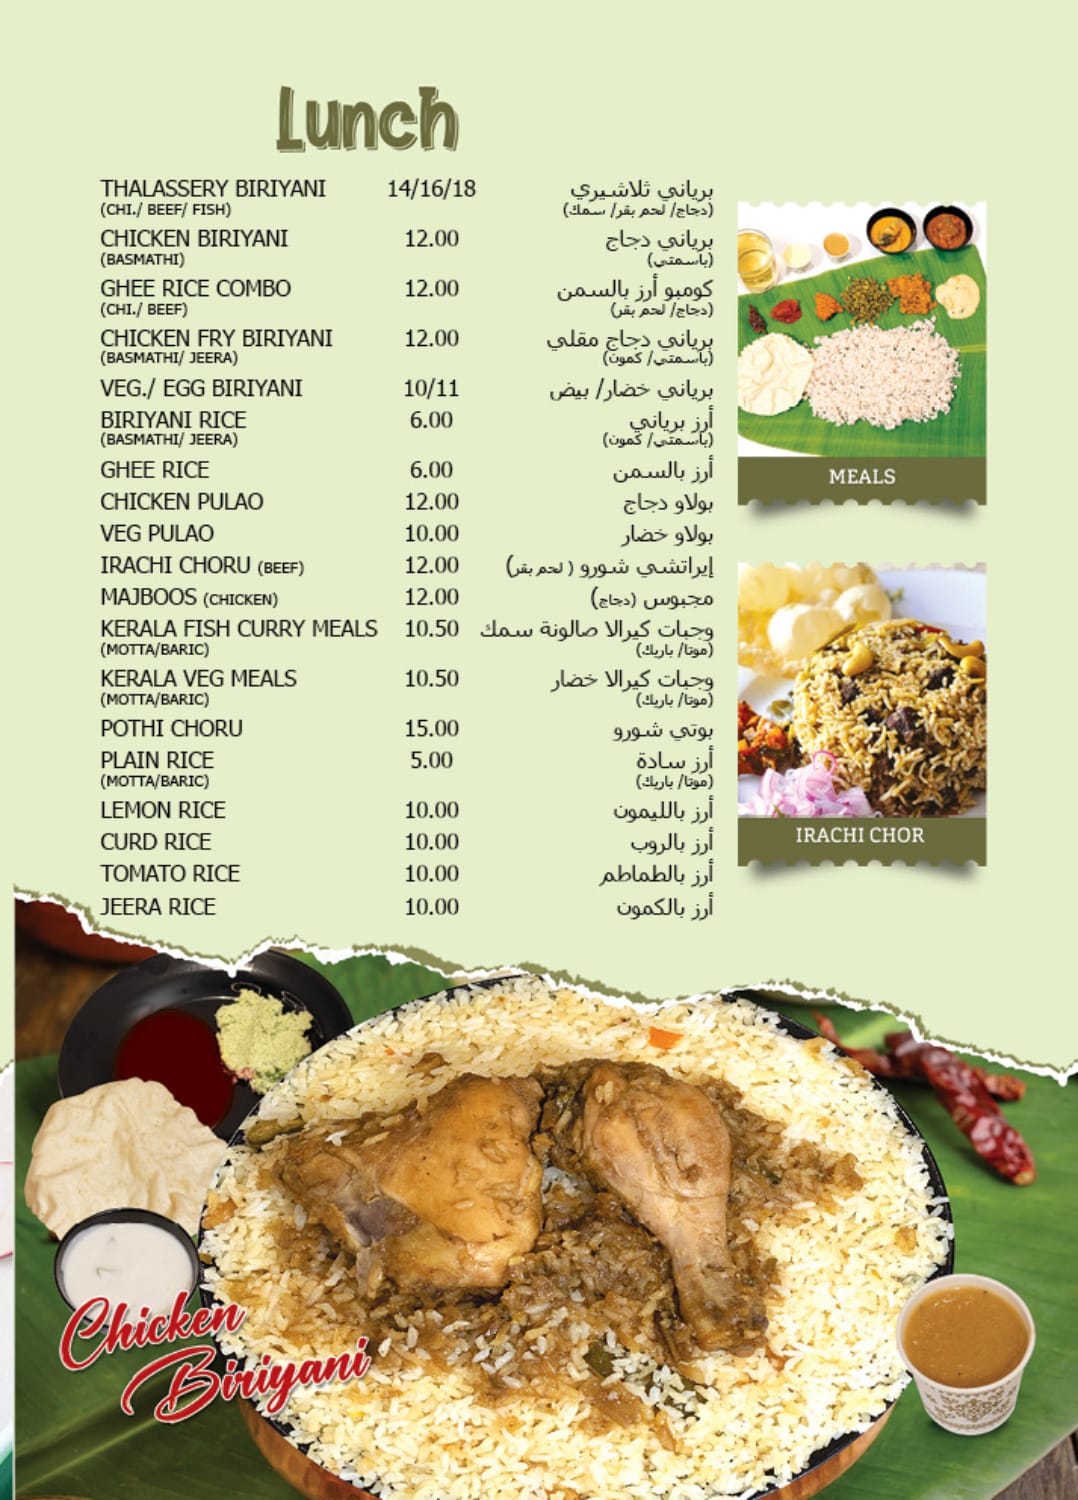 Lunch
THALASSERY BIRIYANI 14/16/18 برياني ثلاشيري
(CHI./ BEEF/ FISH) (دجاج/ لحم بقر/ سمك)
CHICKEN BIRIYANI 12.00 برياني دجاج
(BASMATHI) (باسمتي)
GHEE RICE COMBO 12.00 كومبو أرز بالسمن
(CHI./ BEEF) (دجاج/ لحم بقر)
CHICKEN FRY BIRIYANI 12.00 برياني دجاج مقلي
(BASMATHI/ JEERA) (باسمتي/ كمون)
VEG./ EGG BIRIYANI 10/11 برياني خضار/ بيض
BIRIYANI RICE 6.00 أرز برياني
(BASMATHI/ JEERA) (باسمتي/ كمون)
GHEE RICE 6.00 أرز بالسمن
CHICKEN PULAO 12.00 بولاو دجاج
VEG PULAO 10.00 بولاو خضار
IRACHI CHORU (BEEF) 12.00 إيراتشي شورو ( لحم بقر)
MAJBOOS (CHICKEN) 12.00 مجبوس (دجاج)
KERALA FISH CURRY MEALS 10.50 وجبات كيرالا صالونة سمك
(MOTTA/BARIC) (موتا/ باريك)
KERALA VEG MEALS 10.50 وجبات كيرالا خضار
(MOTTA/BARIC) (موتا/ باريك)
POTHI CHORU 15.00 بوتي شورو
PLAIN RICE 5.00 أرز سادة
(MOTTA/BARIC) (موتا/ باريك)
LEMON RICE 10.00 أرز بالليمون
CURD RICE 10.00 أرز بالروب
TOMATO RICE 10.00 أرز بالطماطم
JEERA RICE 10.00 أرز بالكمون
MEALS
IRACHI CHOR
Chicken
Biriyani